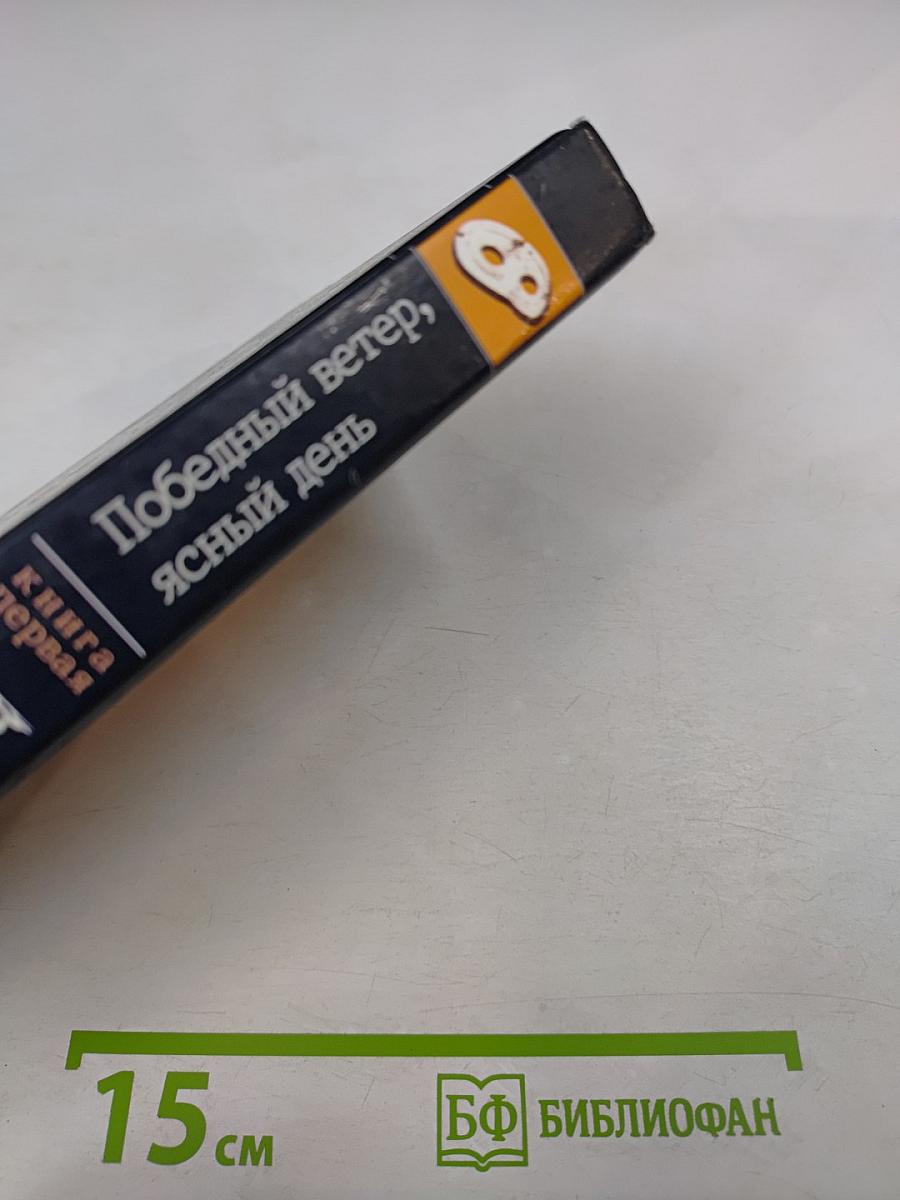 Победный ветер,
ясный день
книга
первая
15 см
БФ БИБЛИОФАН